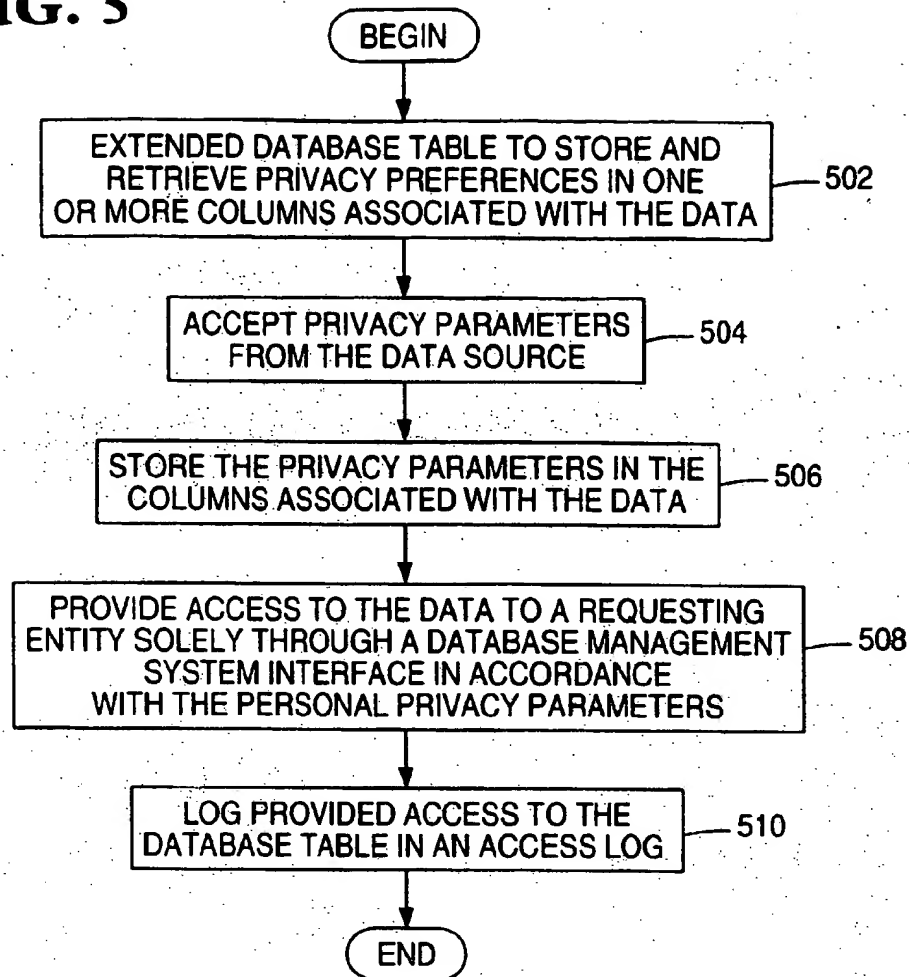 FIG. 5
BEGIN
EXTENDED DATABASE TABLE TO STORE AND
RETRIEVE PRIVACY PREFERENCES IN ONE
OR MORE COLUMNS ASSOCIATED WITH THE DATA
502
ACCEPT PRIVACY PARAMETERS
FROM THE DATA SOURCE
504
STORE THE PRIVACY PARAMETERS IN THE
COLUMNS ASSOCIATED WITH THE DATA
506
PROVIDE ACCESS TO THE DATA TO A REQUESTING
ENTITY SOLELY THROUGH A DATABASE MANAGEMENT
SYSTEM INTERFACE IN ACCORDANCE
WITH THE PERSONAL PRIVACY PARAMETERS
508
LOG PROVIDED ACCESS TO THE
DATABASE TABLE IN AN ACCESS LOG
510
END